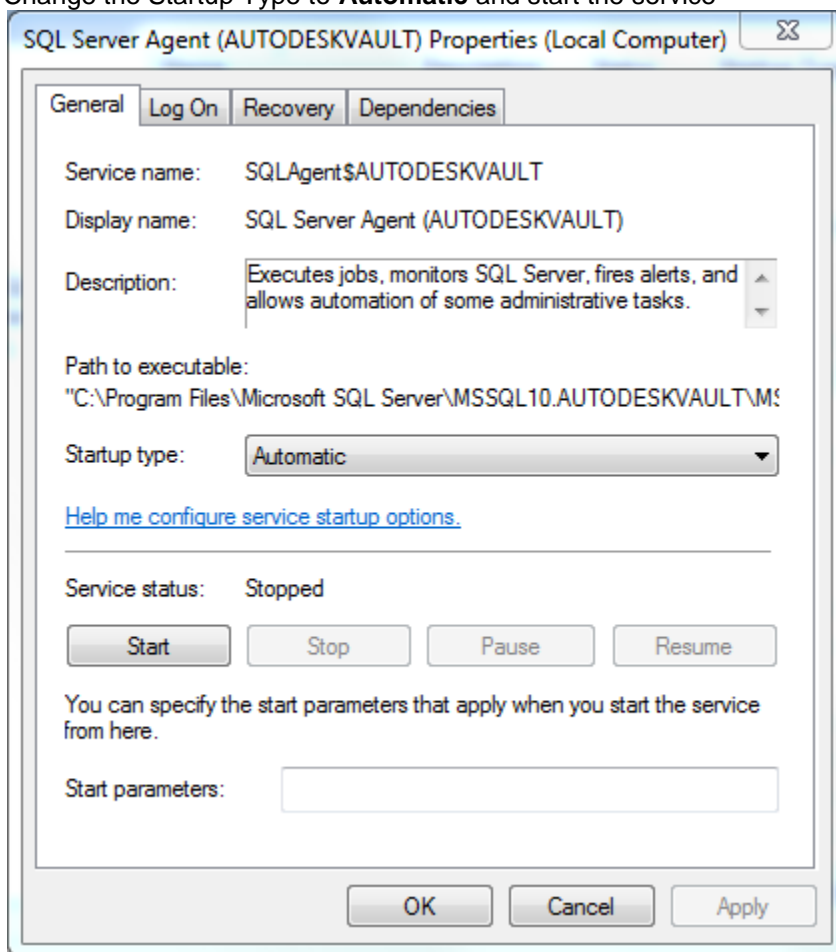 Change the Startup Type to Automatic and start the service
SQL Server Agent (AUTODESKVAULT) Properties (Local Computer)
General Log On Recovery Dependencies
Service name: SQLAgent$AUTODESKVAULT
Display name: SQL Server Agent (AUTODESKVAULT)
Description: Executes jobs, monitors SQL Server, fires alerts, and
allows automation of some administrative tasks.
Path to executable:
"C:\Program Files\Microsoft SQL Server\MSSQL10.AUTODESKVAULT\MS
Startup type: Automatic
Help me configure service startup options.
Service status: Stopped
Start Stop Pause Resume
You can specify the start parameters that apply when you start the service
from here.
Start parameters:
OK Cancel Apply